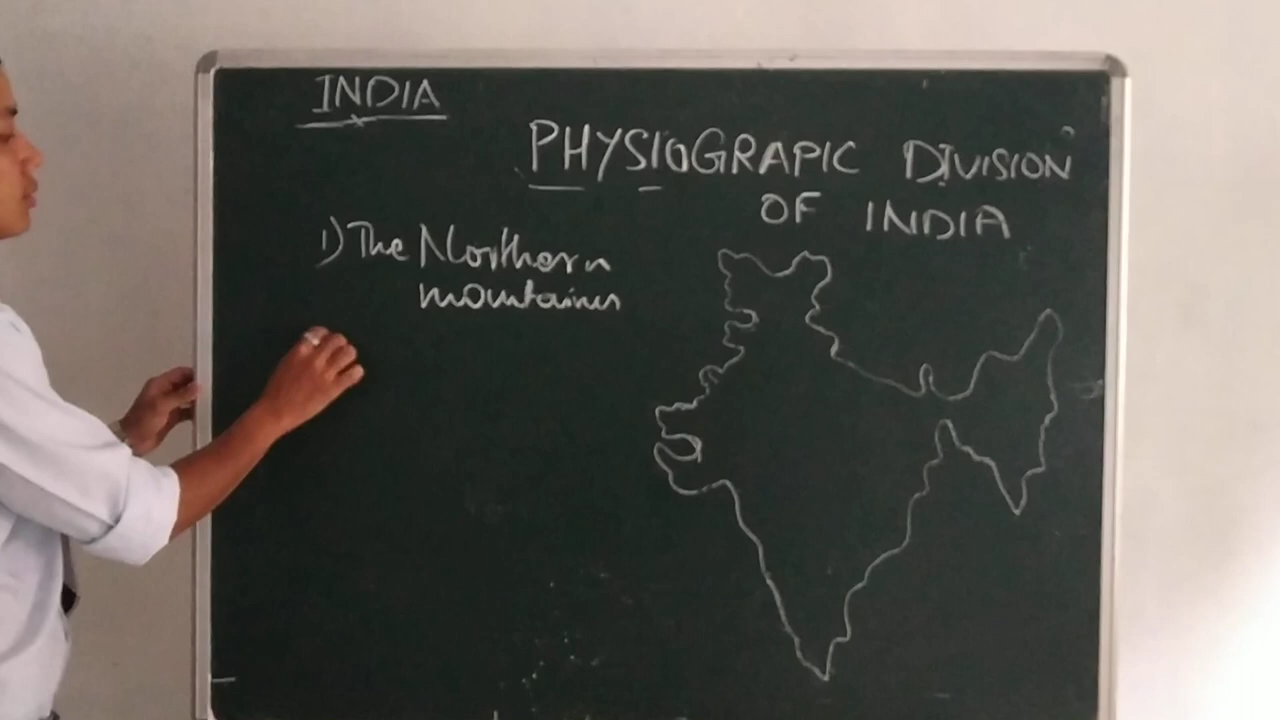 INDIA
PHYSIOGRAPIC DIVISION
OF INDIA
1) The Northern
mountains